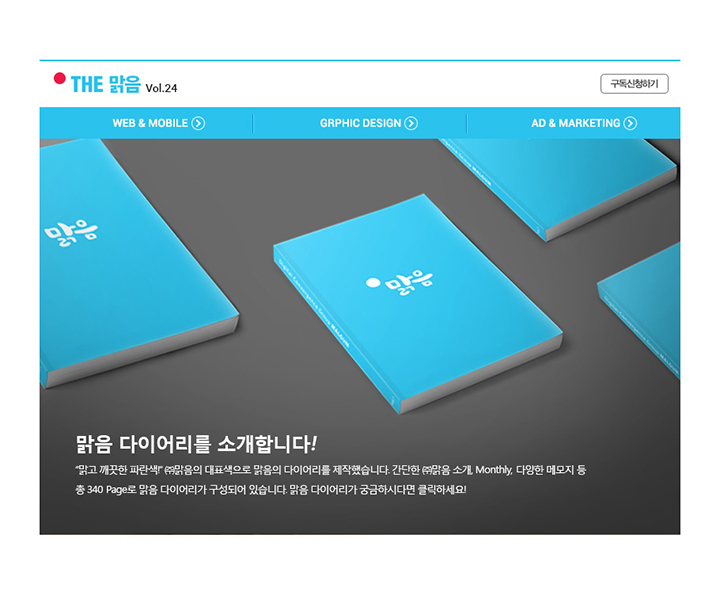 THE 맑음 Vol.24
구독신청하기
WEB & MOBILE
GRPHIC DESIGN
AD & MARKETING
맑음
맑음
맑음 다이어리를 소개합니다!
"맑고 깨끗한 파란색!" ㈜맑음의 대표색으로 맑음의 다이어리를 제작했습니다. 간단한 ㈜맑음 소개, Monthly, 다양한 메모지 등
총 340 Page로 맑음 다이어리가 구성되어 있습니다. 맑음 다이어리가 궁금하시다면 클릭하세요!